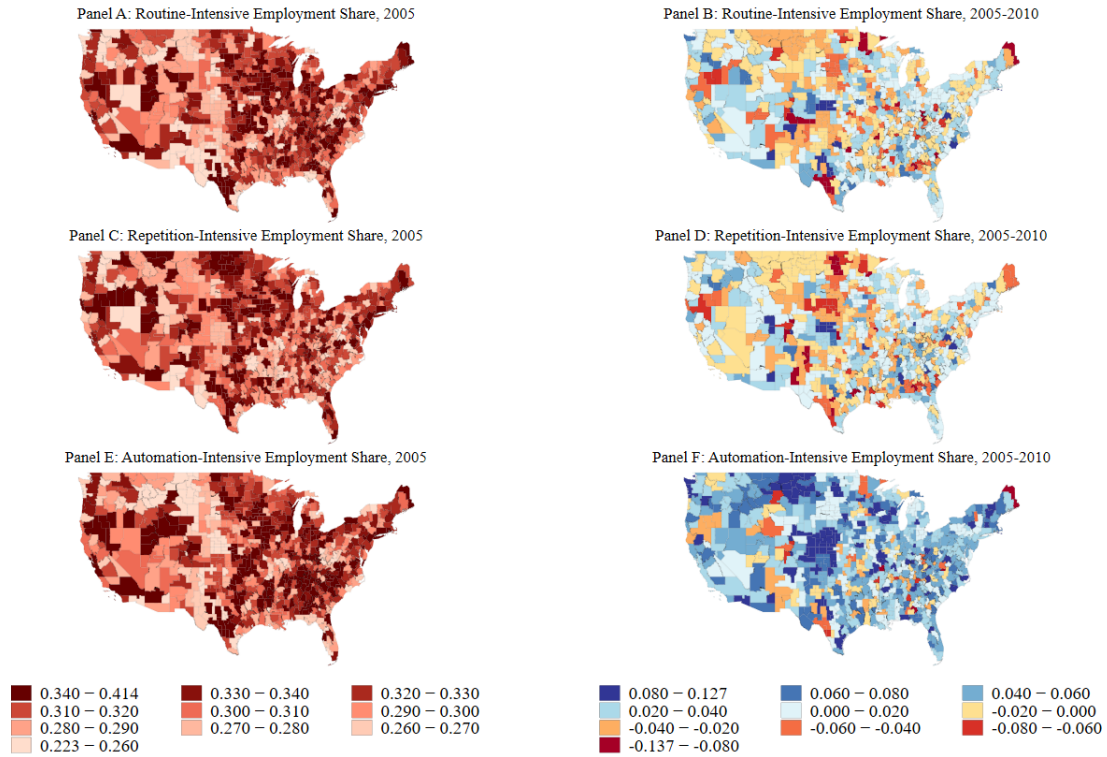 Panel A: Routine-Intensive Employment Share, 2005
Panel B: Routine-Intensive Employment Share, 2005-2010
Panel C: Repetition-Intensive Employment Share, 2005
Panel D: Repetition-Intensive Employment Share, 2005-2010
Panel E: Automation-Intensive Employment Share, 2005
Panel F: Automation-Intensive Employment Share, 2005-2010
0.340 – 0.414 0.330 – 0.340 0.320 – 0.330
0.310 – 0.320 0.300 – 0.310 0.290 – 0.300
0.280 – 0.290 0.270 – 0.280 0.260 – 0.270
0.223 – 0.260
0.080 – 0.127 0.060 – 0.080 0.040 – 0.060
0.020 – 0.040 0.000 – 0.020 -0.020 – 0.000
-0.040 – -0.020 -0.060 – -0.040 -0.080 – -0.060
-0.137 – -0.080